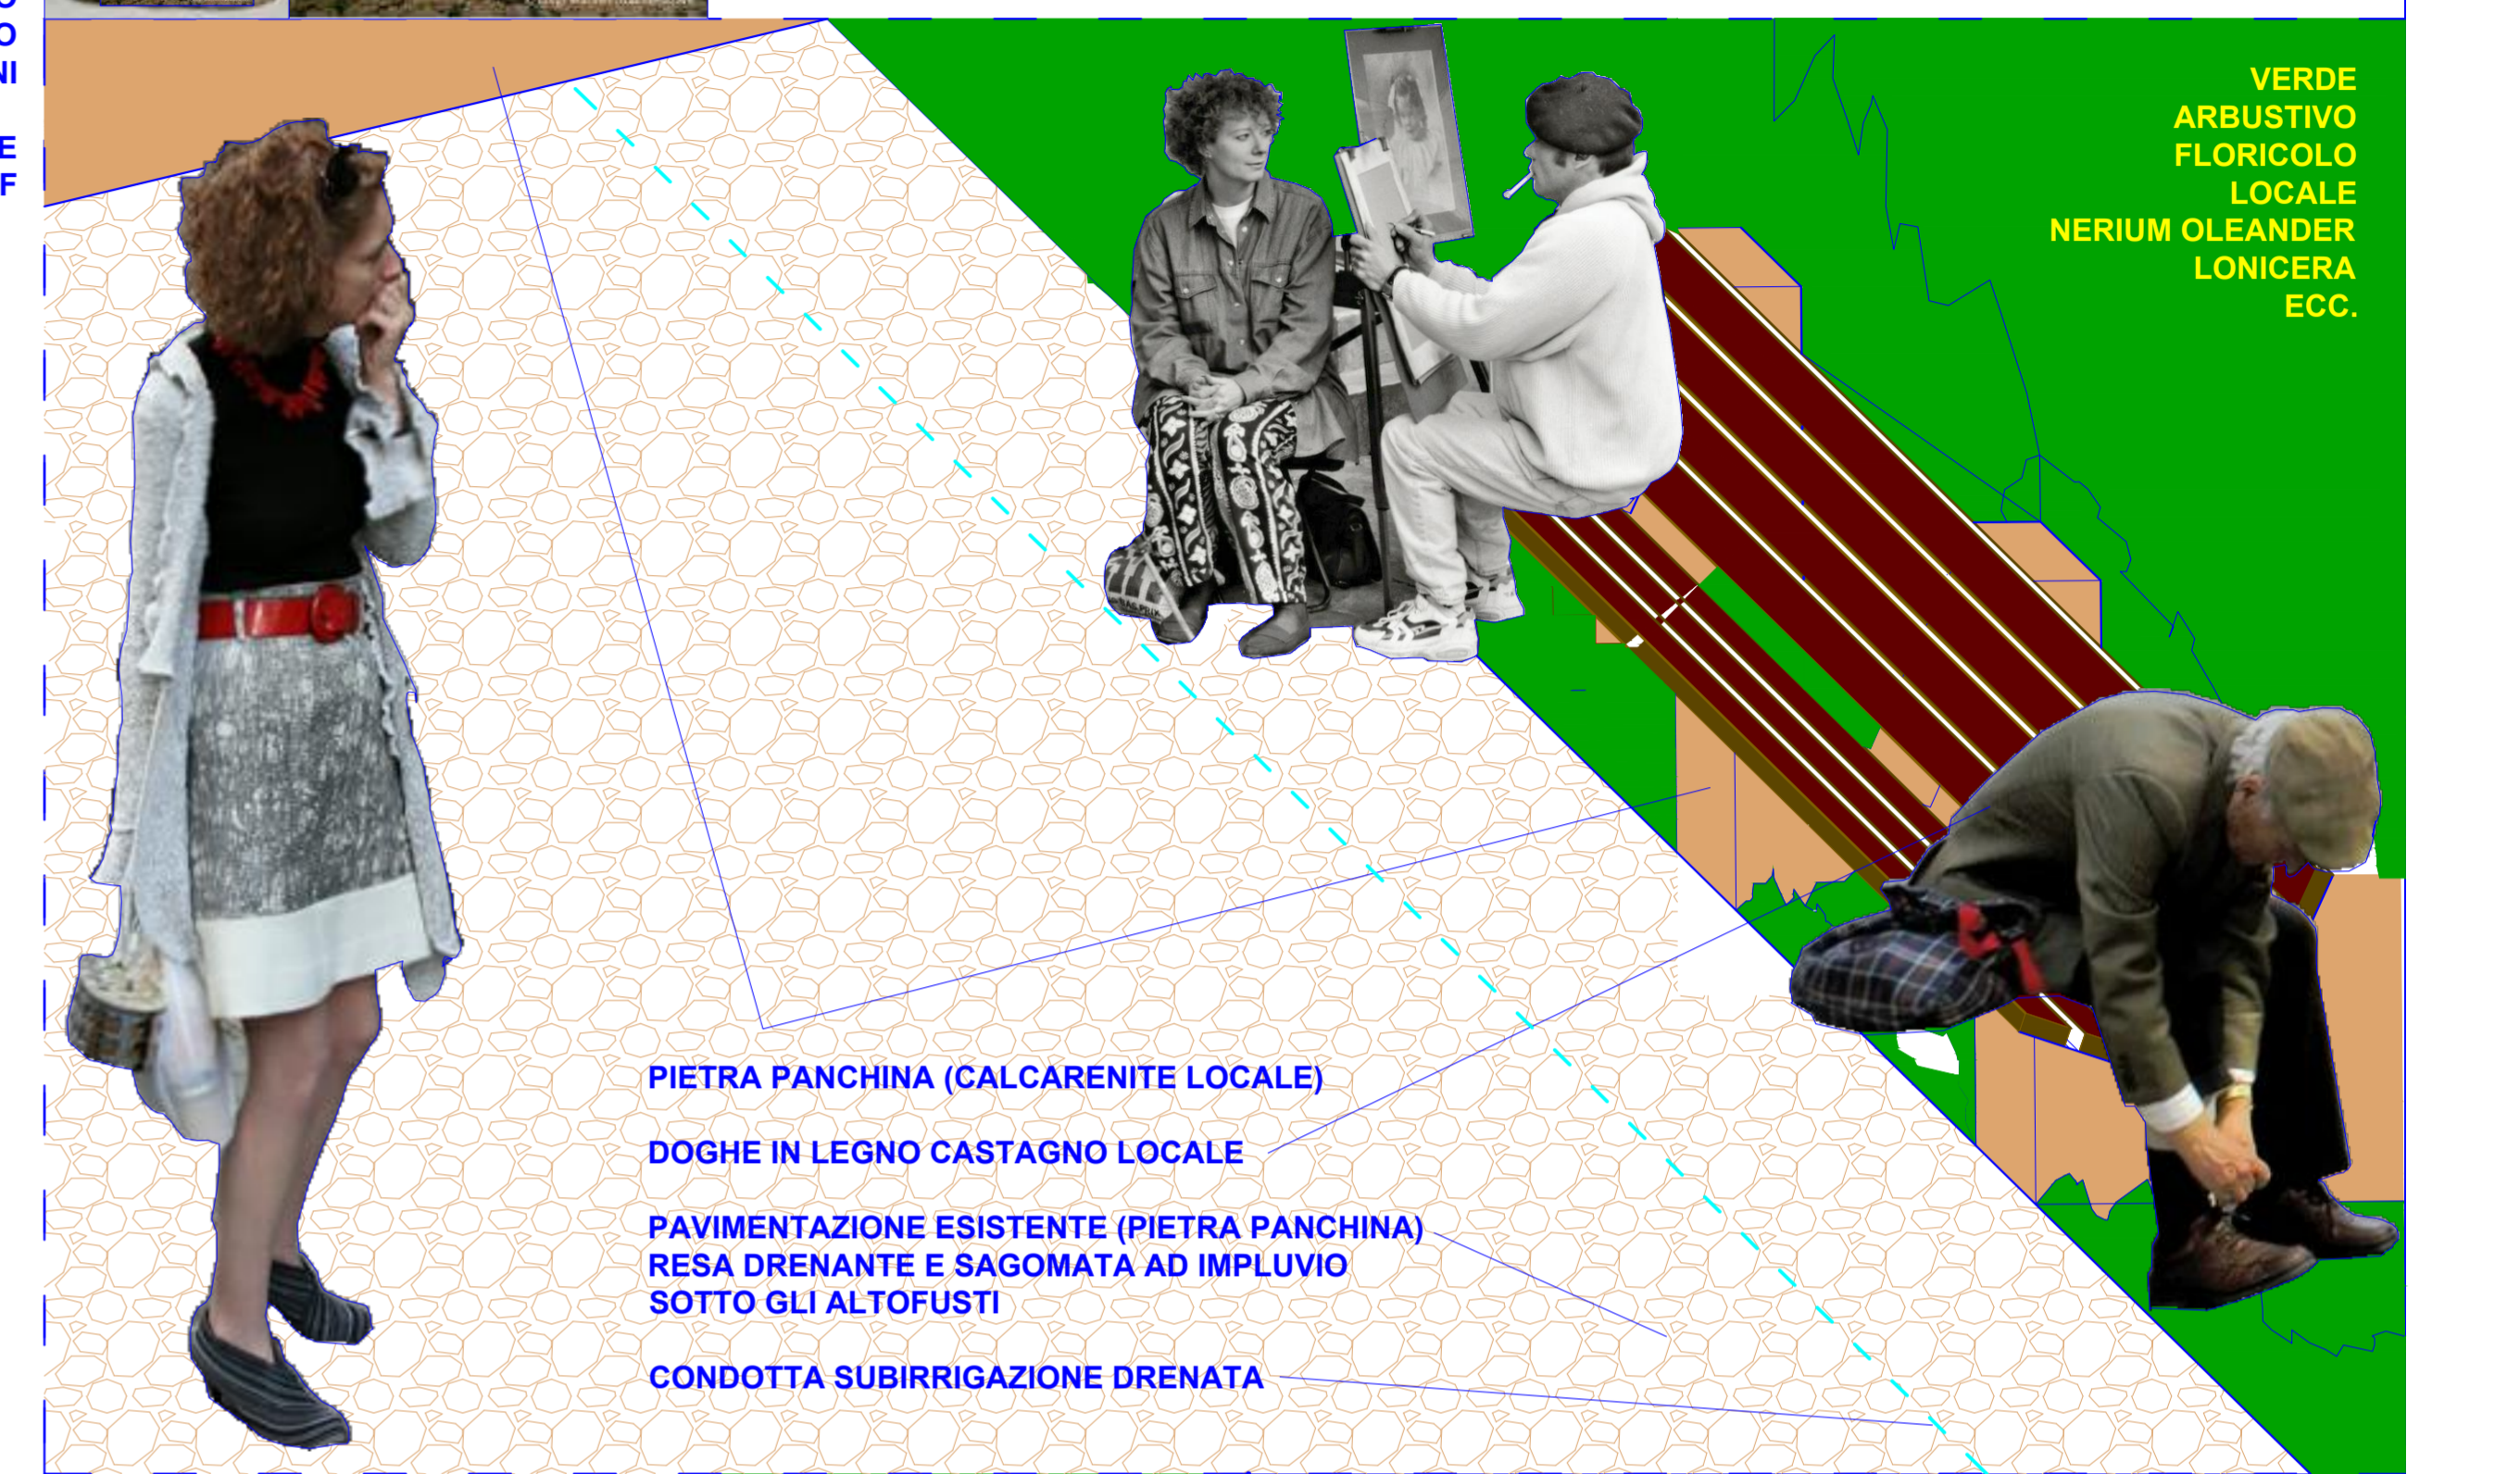 O
O
NI
E
F
VERDE
ARBUSTIVO
FLORICOLO
LOCALE
NERIUM OLEANDER
LONICERA
ECC.
PIETRA PANCHINA (CALCARENITE LOCALE)
DOGHE IN LEGNO CASTAGNO LOCALE
PAVIMENTAZIONE ESISTENTE (PIETRA PANCHINA)
RESA DRENANTE E SAGOMATA AD IMPLUVIO
SOTTO GLI ALTOFUSTI
CONDOTTA SUBIRRIGAZIONE DRENATA